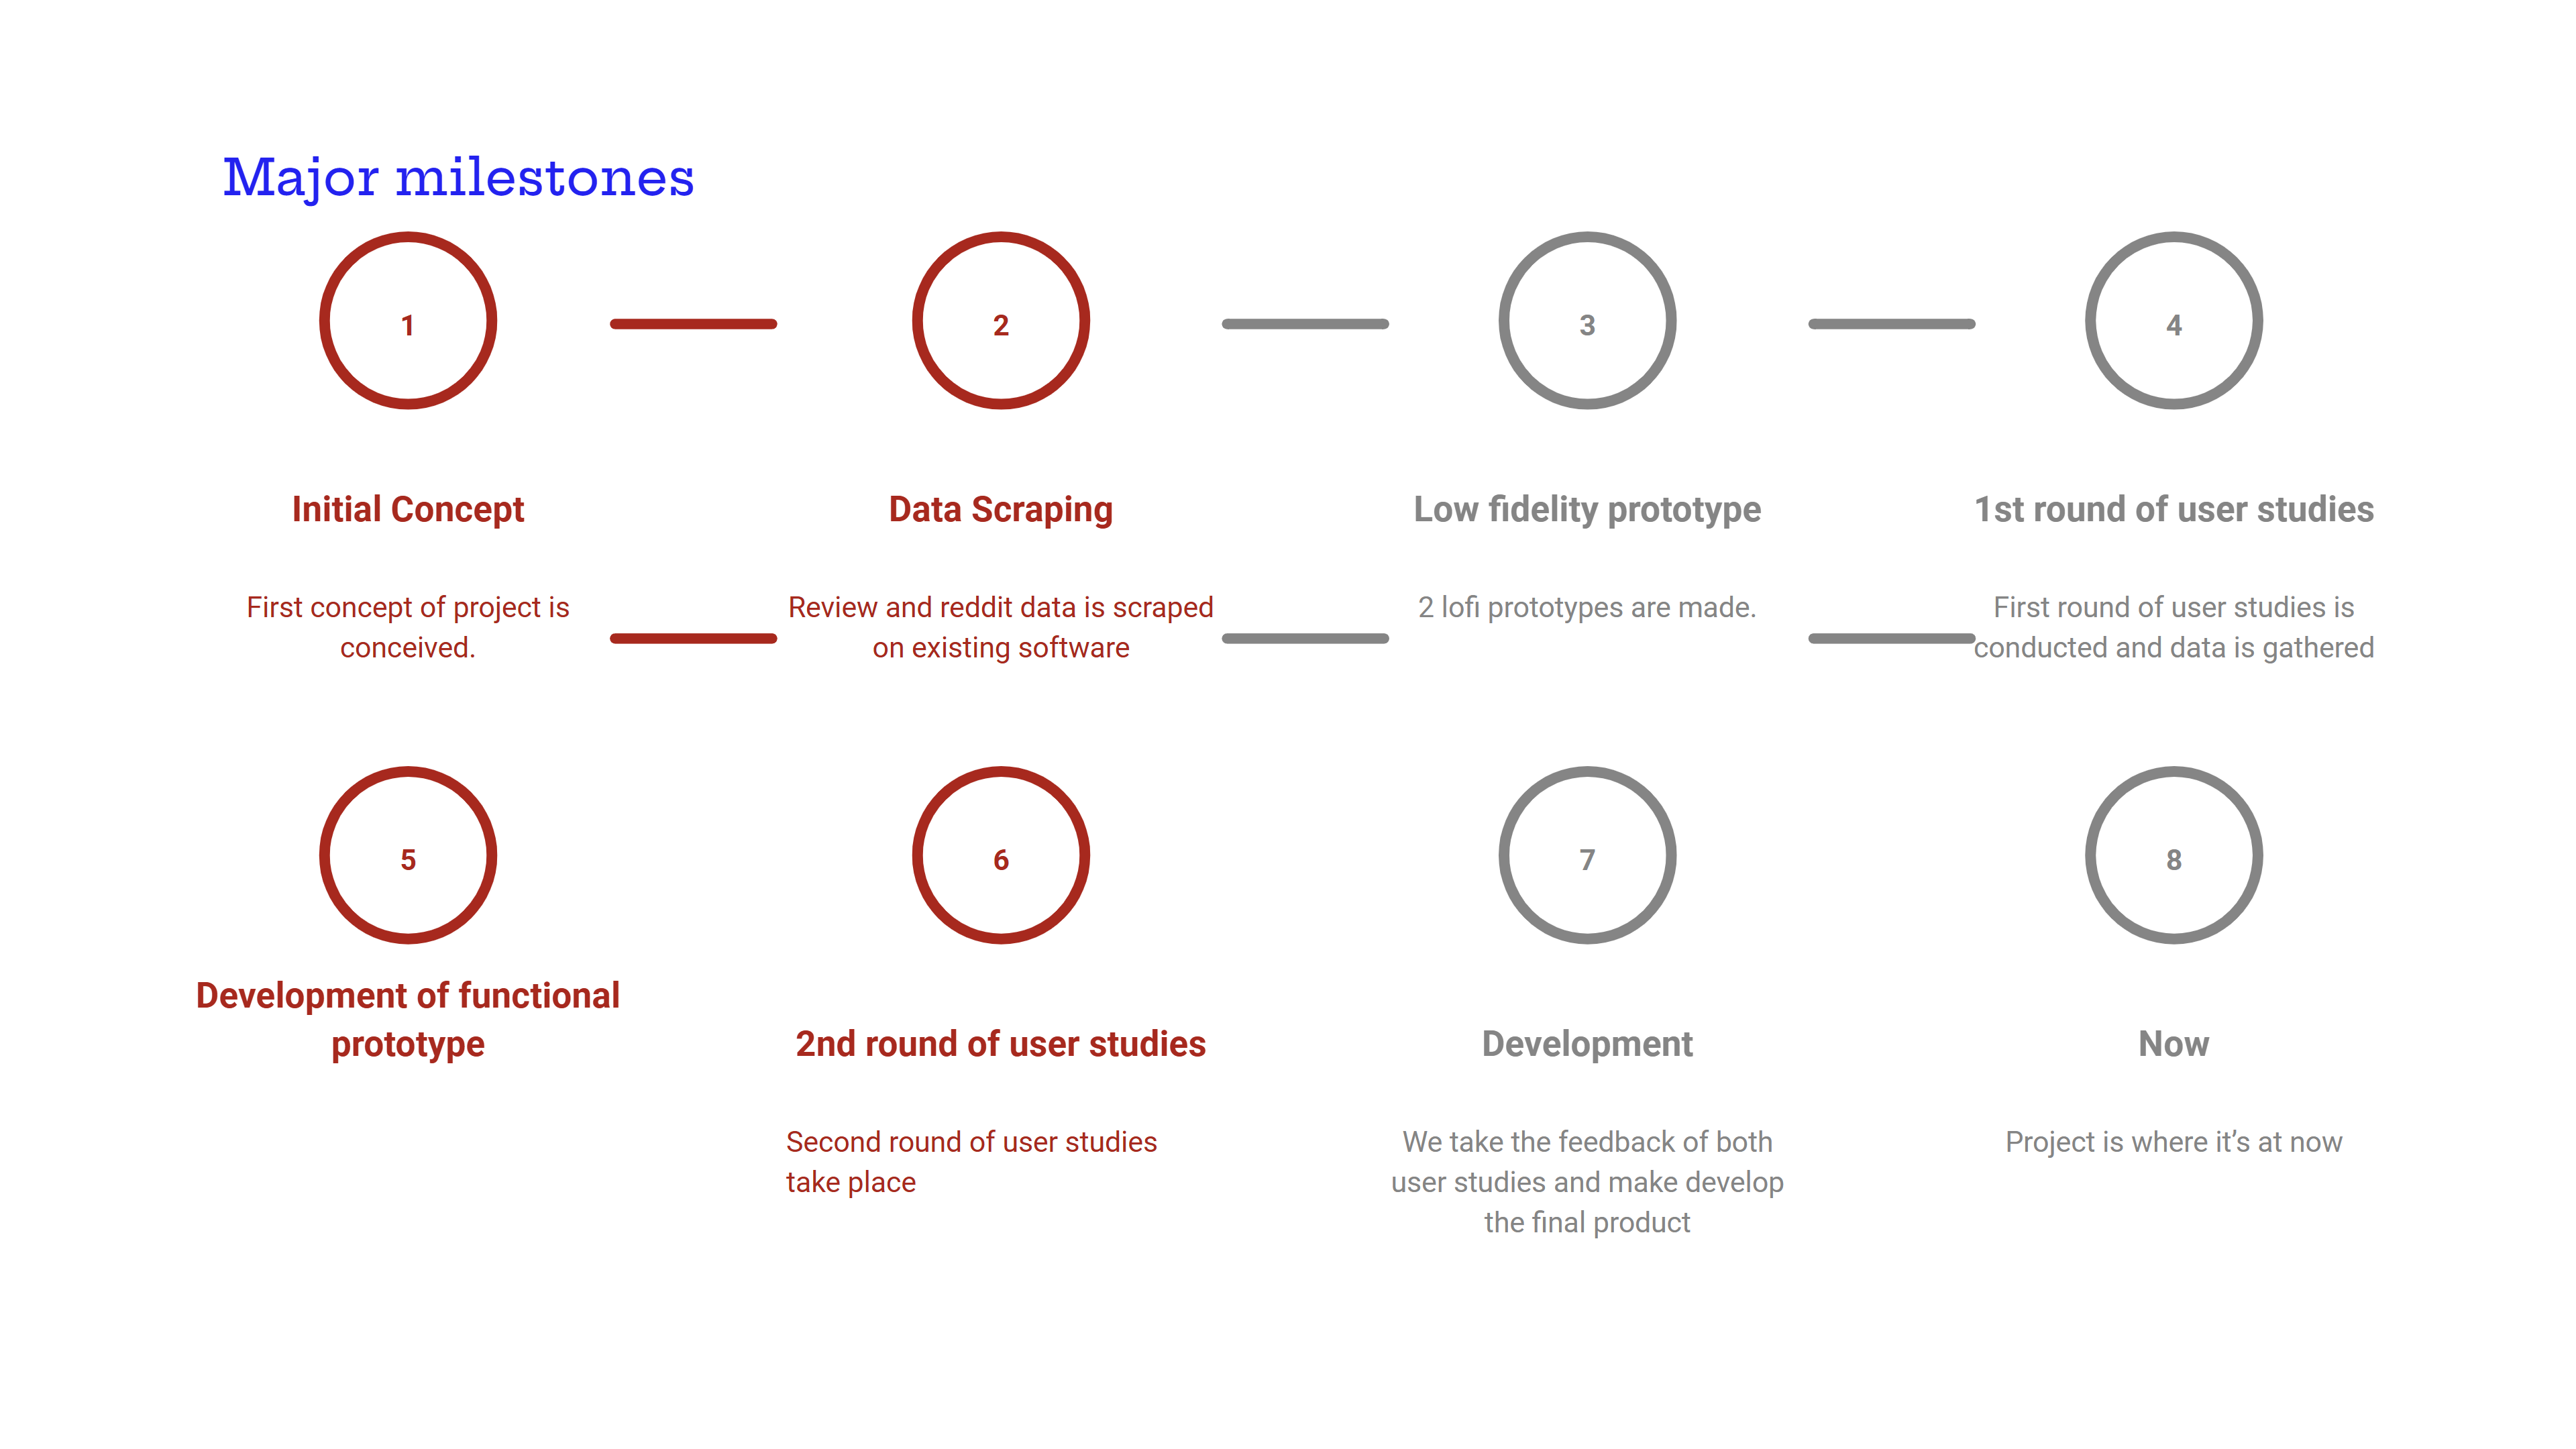 Major milestones
1
2
3
4
Initial Concept
Data Scraping
Low fidelity prototype
1st round of user studies
First concept of project is
conceived.
Review and reddit data is scraped
on existing software
2 lofi prototypes are made.
First round of user studies is
conducted and data is gathered
5
6
7
8
Development of functional
prototype
2nd round of user studies
Development
Now
Second round of user studies
take place
We take the feedback of both
user studies and make develop
the final product
Project is where it’s at now